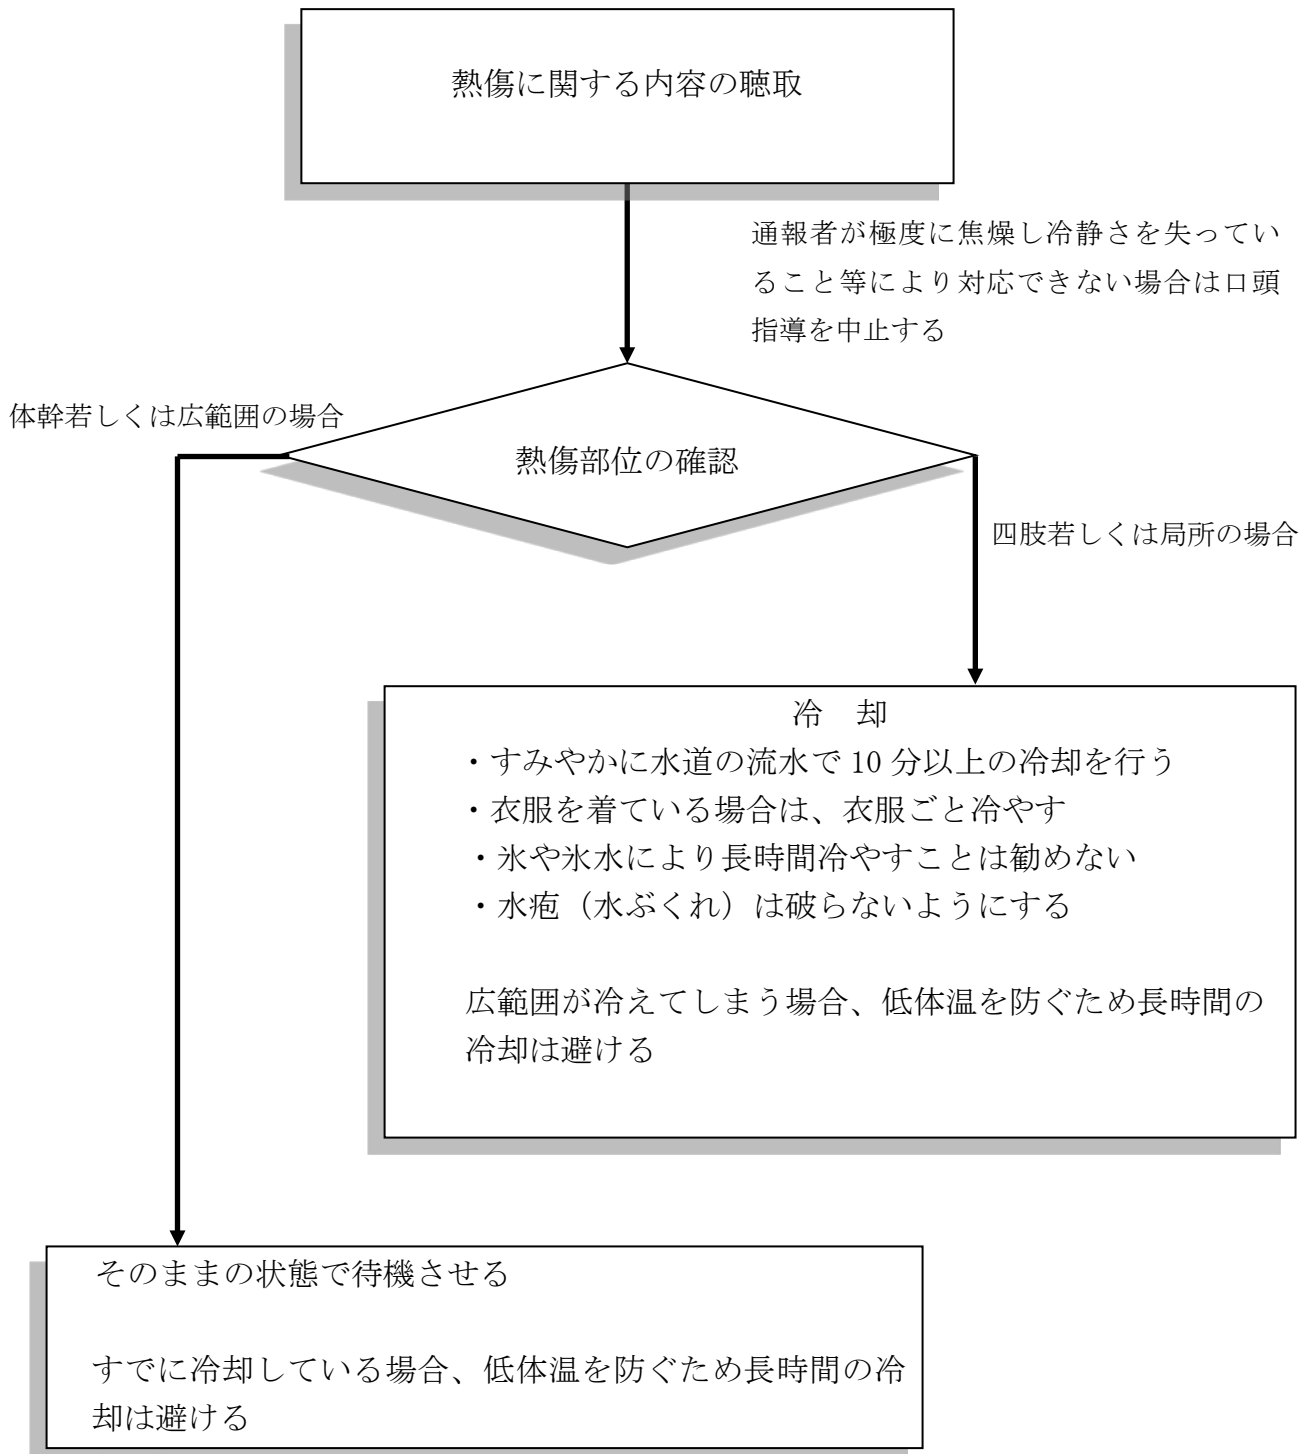 熱傷に関する内容の聴取
通報者が極度に焦燥し冷静さを失ってい
ること等により対応できない場合は口頭
指導を中止する
体幹若しくは広範囲の場合
熱傷部位の確認
四肢若しくは局所の場合
冷　却
・すみやかに水道の流水で 10 分以上の冷却を行う
・衣服を着ている場合は、衣服ごと冷やす
・氷や氷水により長時間冷やすことは勧めない
・水疱（水ぶくれ）は破らないようにする
広範囲が冷えてしまう場合、低体温を防ぐため長時間の
冷却は避ける
そのままの状態で待機させる
すでに冷却している場合、低体温を防ぐため長時間の冷
却は避ける